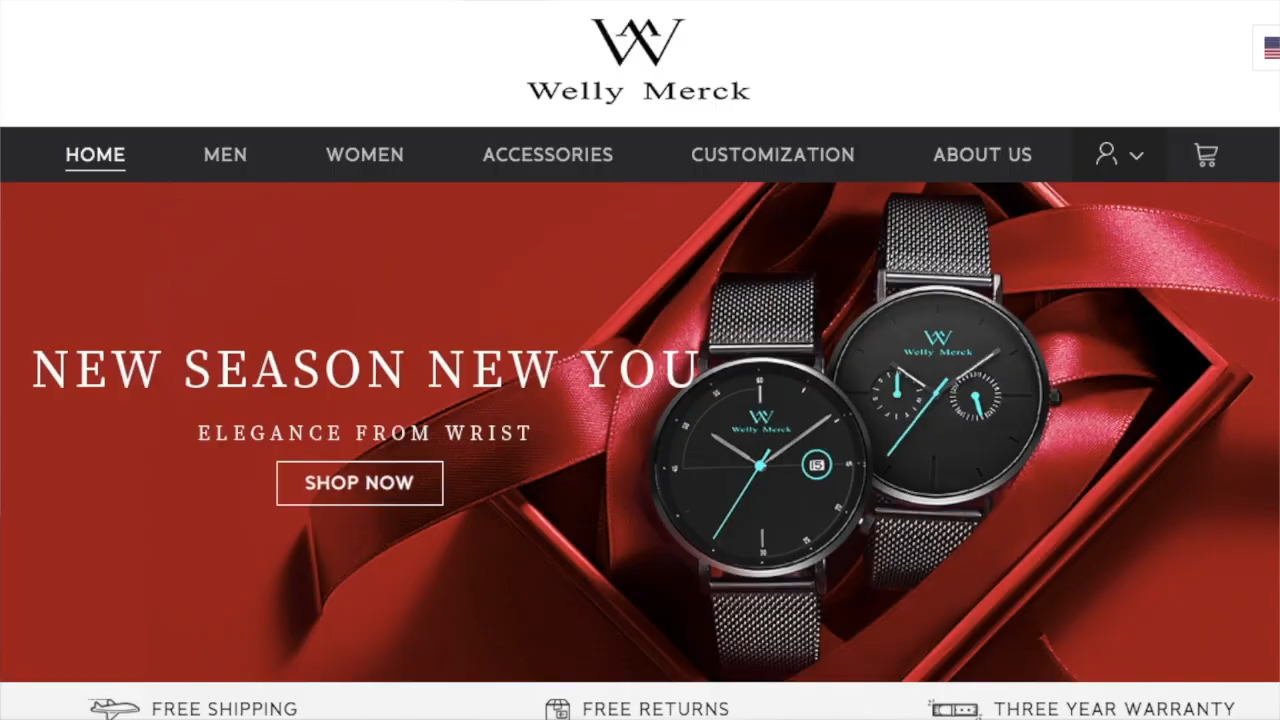 Welly Merck
HOME
MEN
WOMEN
ACCESSORIES
CUSTOMIZATION
ABOUT US
NEW SEASON NEW YOU
ELEGANCE FROM WRIST
SHOP NOW
Welly Merck
60
15
Welly Merck
FREE SHIPPING
FREE RETURNS
THREE YEAR WARRANTY